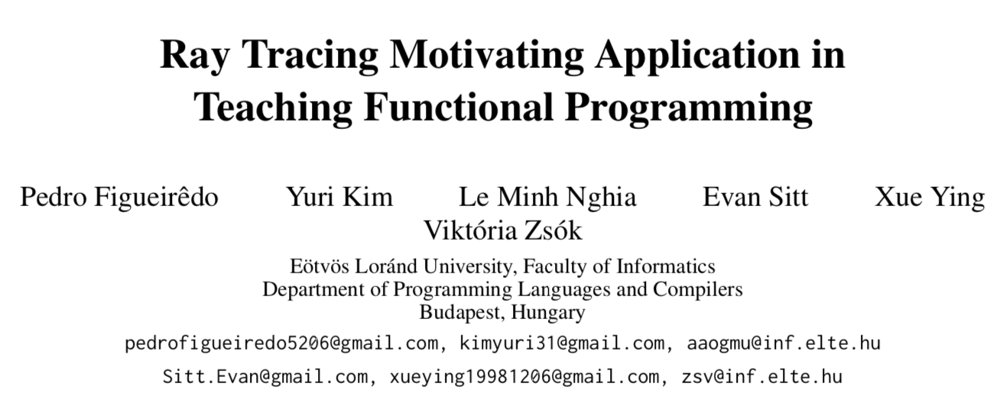 Ray Tracing Motivating Application in
Teaching Functional Programming
Pedro Figueirêdo Yuri Kim Le Minh Nghia Evan Sitt Xue Ying
Viktória Zsók
Eötvös Loránd University, Faculty of Informatics
Department of Programming Languages and Compilers
Budapest, Hungary
pedrofigueiredo5206@gmail.com, kimyuri31@gmail.com, aaogmu@inf.elte.hu
Sitt.Evan@gmail.com, xueying19981206@gmail.com, zsv@inf.elte.hu